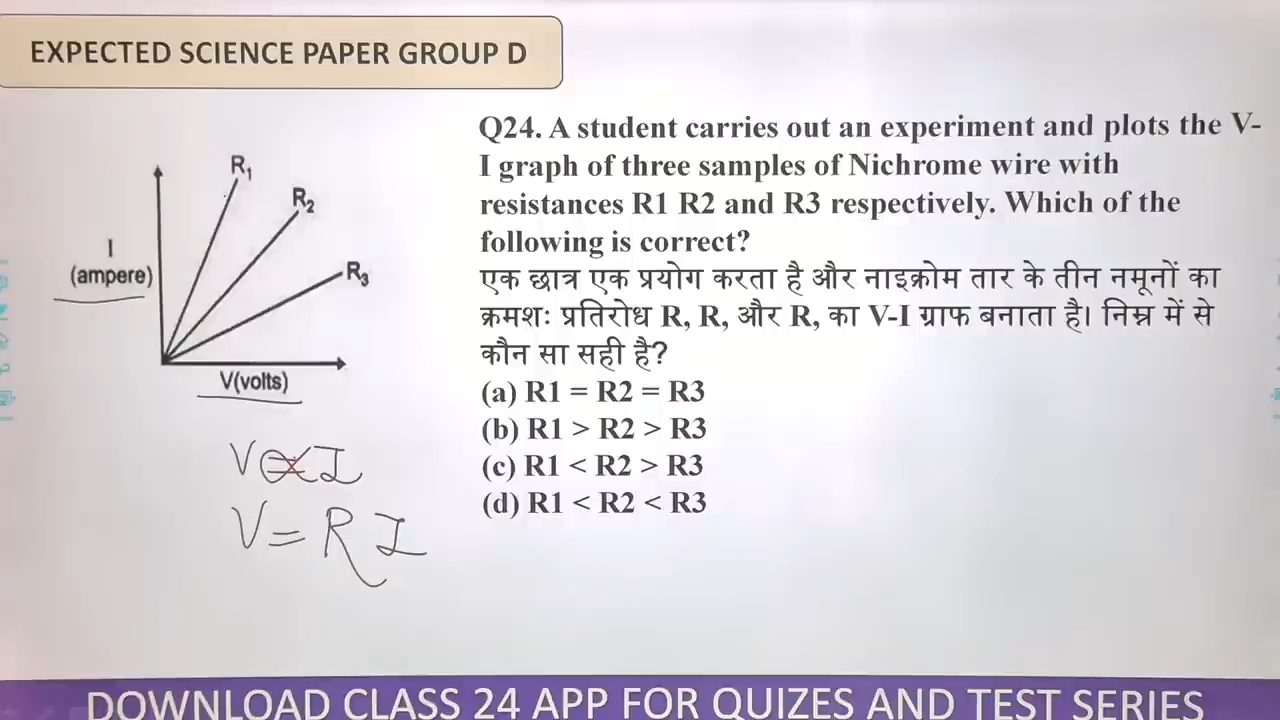 EXPECTED SCIENCE PAPER GROUP D
Q24. A student carries out an experiment and plots the V-
I graph of three samples of Nichrome wire with
resistances R1 R2 and R3 respectively. Which of the
following is correct?
एक छात्र एक प्रयोग करता है और नाइक्रोम तार के तीन नमूनों का
क्रमशः प्रतिरोध R, R, और R, का V-I ग्राफ बनाता है। निम्न में से
कौन सा सही है?
(a) R1 = R2 = R3
(b) R1 > R2 > R3
(c) R1 < R2 > R3
(d) R1 < R2 < R3
R₁
R₂
R₃
I
(ampere)
V(volts)
V ∝ I
V = R I
DOWNLOAD CLASS 24 APP FOR QUIZES AND TEST SERIES